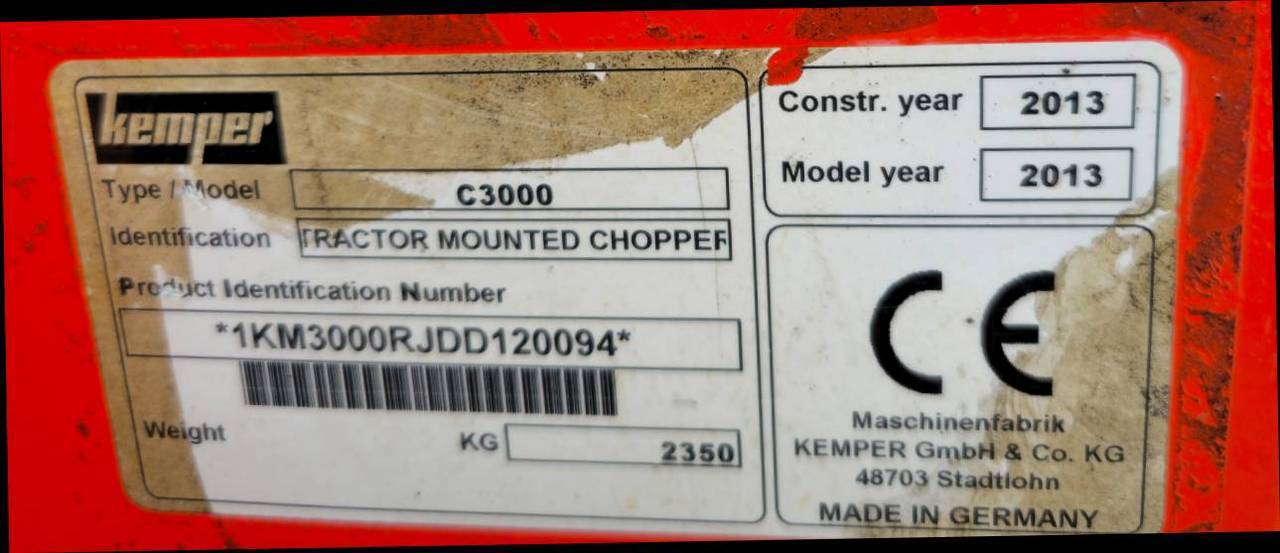 kemper
Type / Model C3000
Identification TRACTOR MOUNTED CHOPPER
Product Identification Number
*1KM3000RJDD120094*
Weight KG 2350
Constr. year 2013
Model year 2013
CE
Maschinenfabrik
KEMPER GmbH & Co. KG
48703 Stadtlohn
MADE IN GERMANY